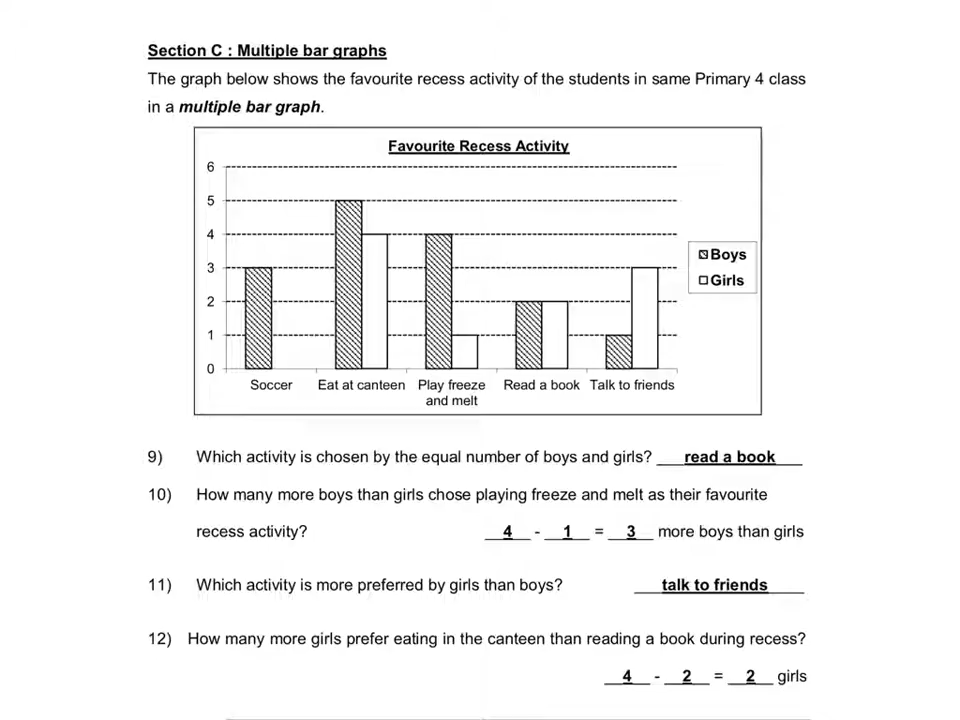 Section C : Multiple bar graphs
The graph below shows the favourite recess activity of the students in same Primary 4 class
in a multiple bar graph.
Favourite Recess Activity
6
5
4
3
2
1
0
Boys
Girls
Soccer Eat at canteen Play freeze Read a book Talk to friends
and melt
9) Which activity is chosen by the equal number of boys and girls? read a book
10) How many more boys than girls chose playing freeze and melt as their favourite
recess activity? 4 - 1 = 3 more boys than girls
11) Which activity is more preferred by girls than boys? talk to friends
12) How many more girls prefer eating in the canteen than reading a book during recess?
4 - 2 = 2 girls